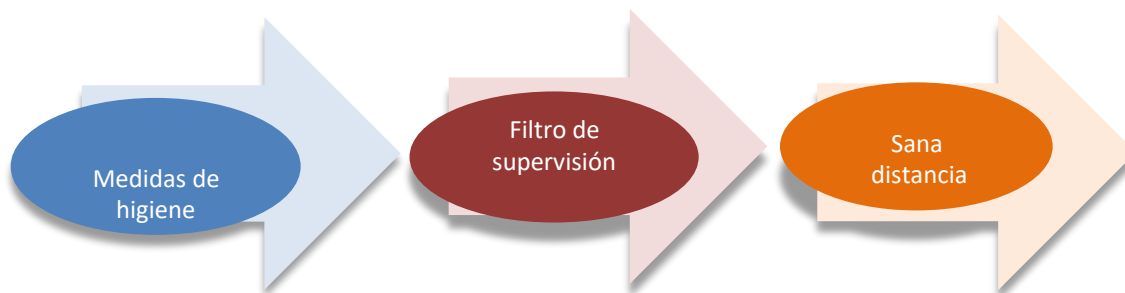 Medidas de
higiene
Filtro de
supervisión
Sana
distancia